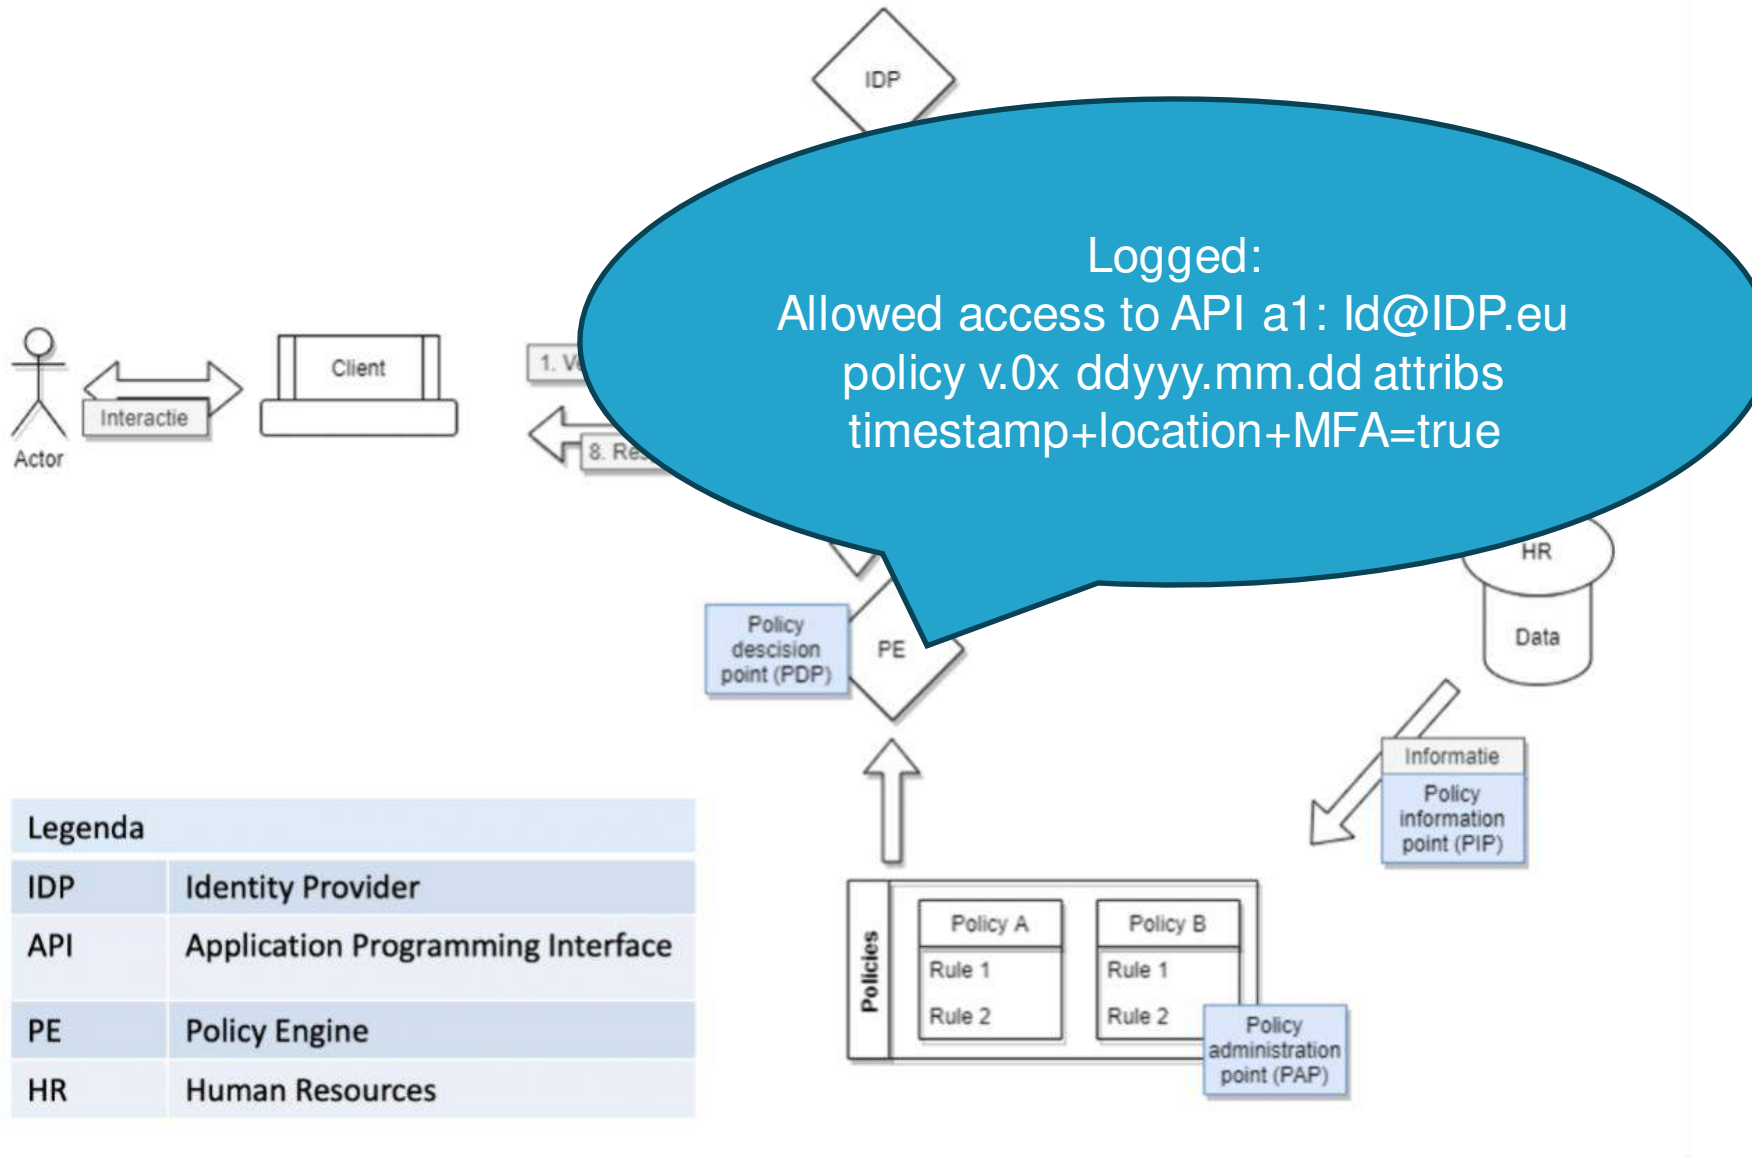 IDP
Logged:
Allowed access to API a1: Id@IDP.eu
policy v.0x ddyyy.mm.dd attribs
timestamp+location+MFA=true
Client
1.
Interactie
8.
Actor
HR
Data
Policy
descision
point (PDP)
PE
Informatie
Policy
information
point (PIP)
Legenda
IDP Identity Provider
API Application Programming Interface
PE Policy Engine
HR Human Resources
Policies
Policy A
Rule 1
Rule 2
Policy B
Rule 1
Rule 2
Policy
administration
point (PAP)